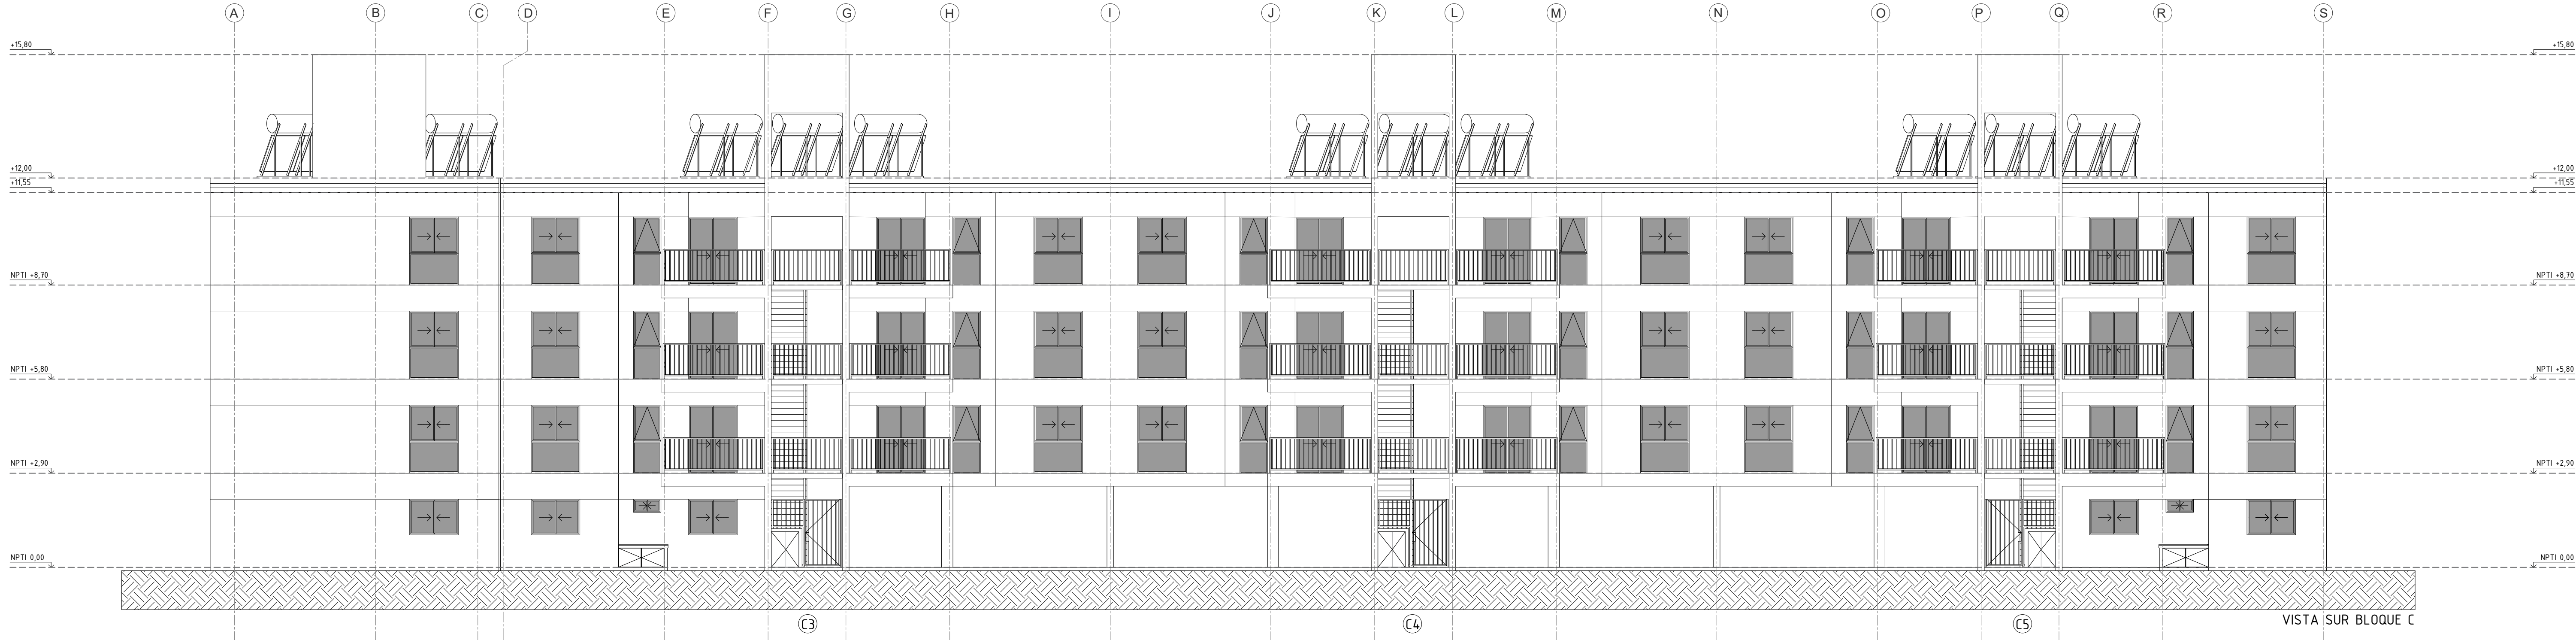 A B C D E F G H I J K L M N O P Q R S
+15,80 +15,80
+12,00 +12,00
+11,55 +11,55
NPTI +8,70 NPTI +8,70
NPTI +5,80 NPTI +5,80
NPTI +2,90 NPTI +2,90
NPTI 0,00 NPTI 0,00
C3 C4 C5
VISTA SUR BLOQUE C